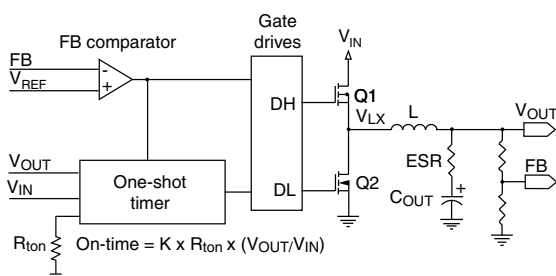 Gate
drives
FB comparator
V_IN
FB
V_REF
-
+
DH
Q1
V_LX
L
V_OUT
V_OUT
V_IN
One-shot
timer
DL
Q2
ESR
C_OUT
+
FB
R_ton
On-time = K x R_ton x (V_OUT/V_IN)